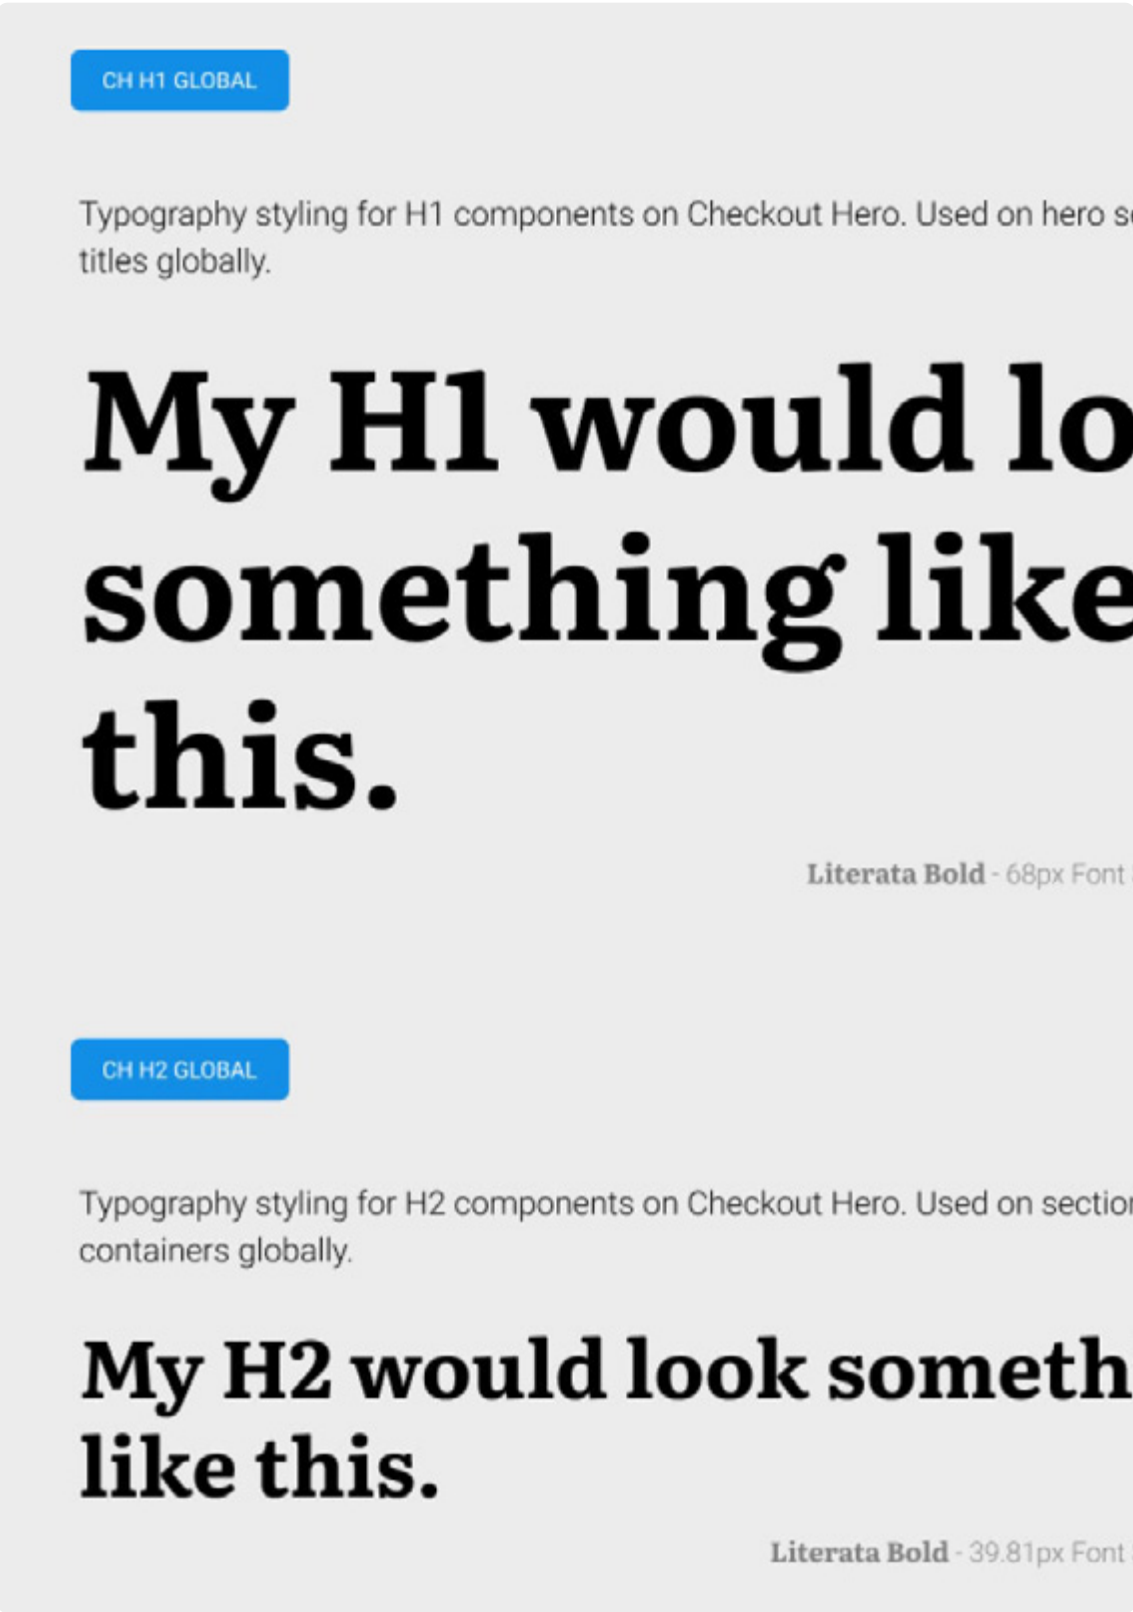 CH H1 GLOBAL
Typography styling for H1 components on Checkout Hero. Used on hero
titles globally.
My H1 would
something like
this.
Literata Bold - 68px Font
CH H2 GLOBAL
Typography styling for H2 components on Checkout Hero. Used on section
containers globally.
My H2 would look
like this.
Literata Bold - 39.81px Font